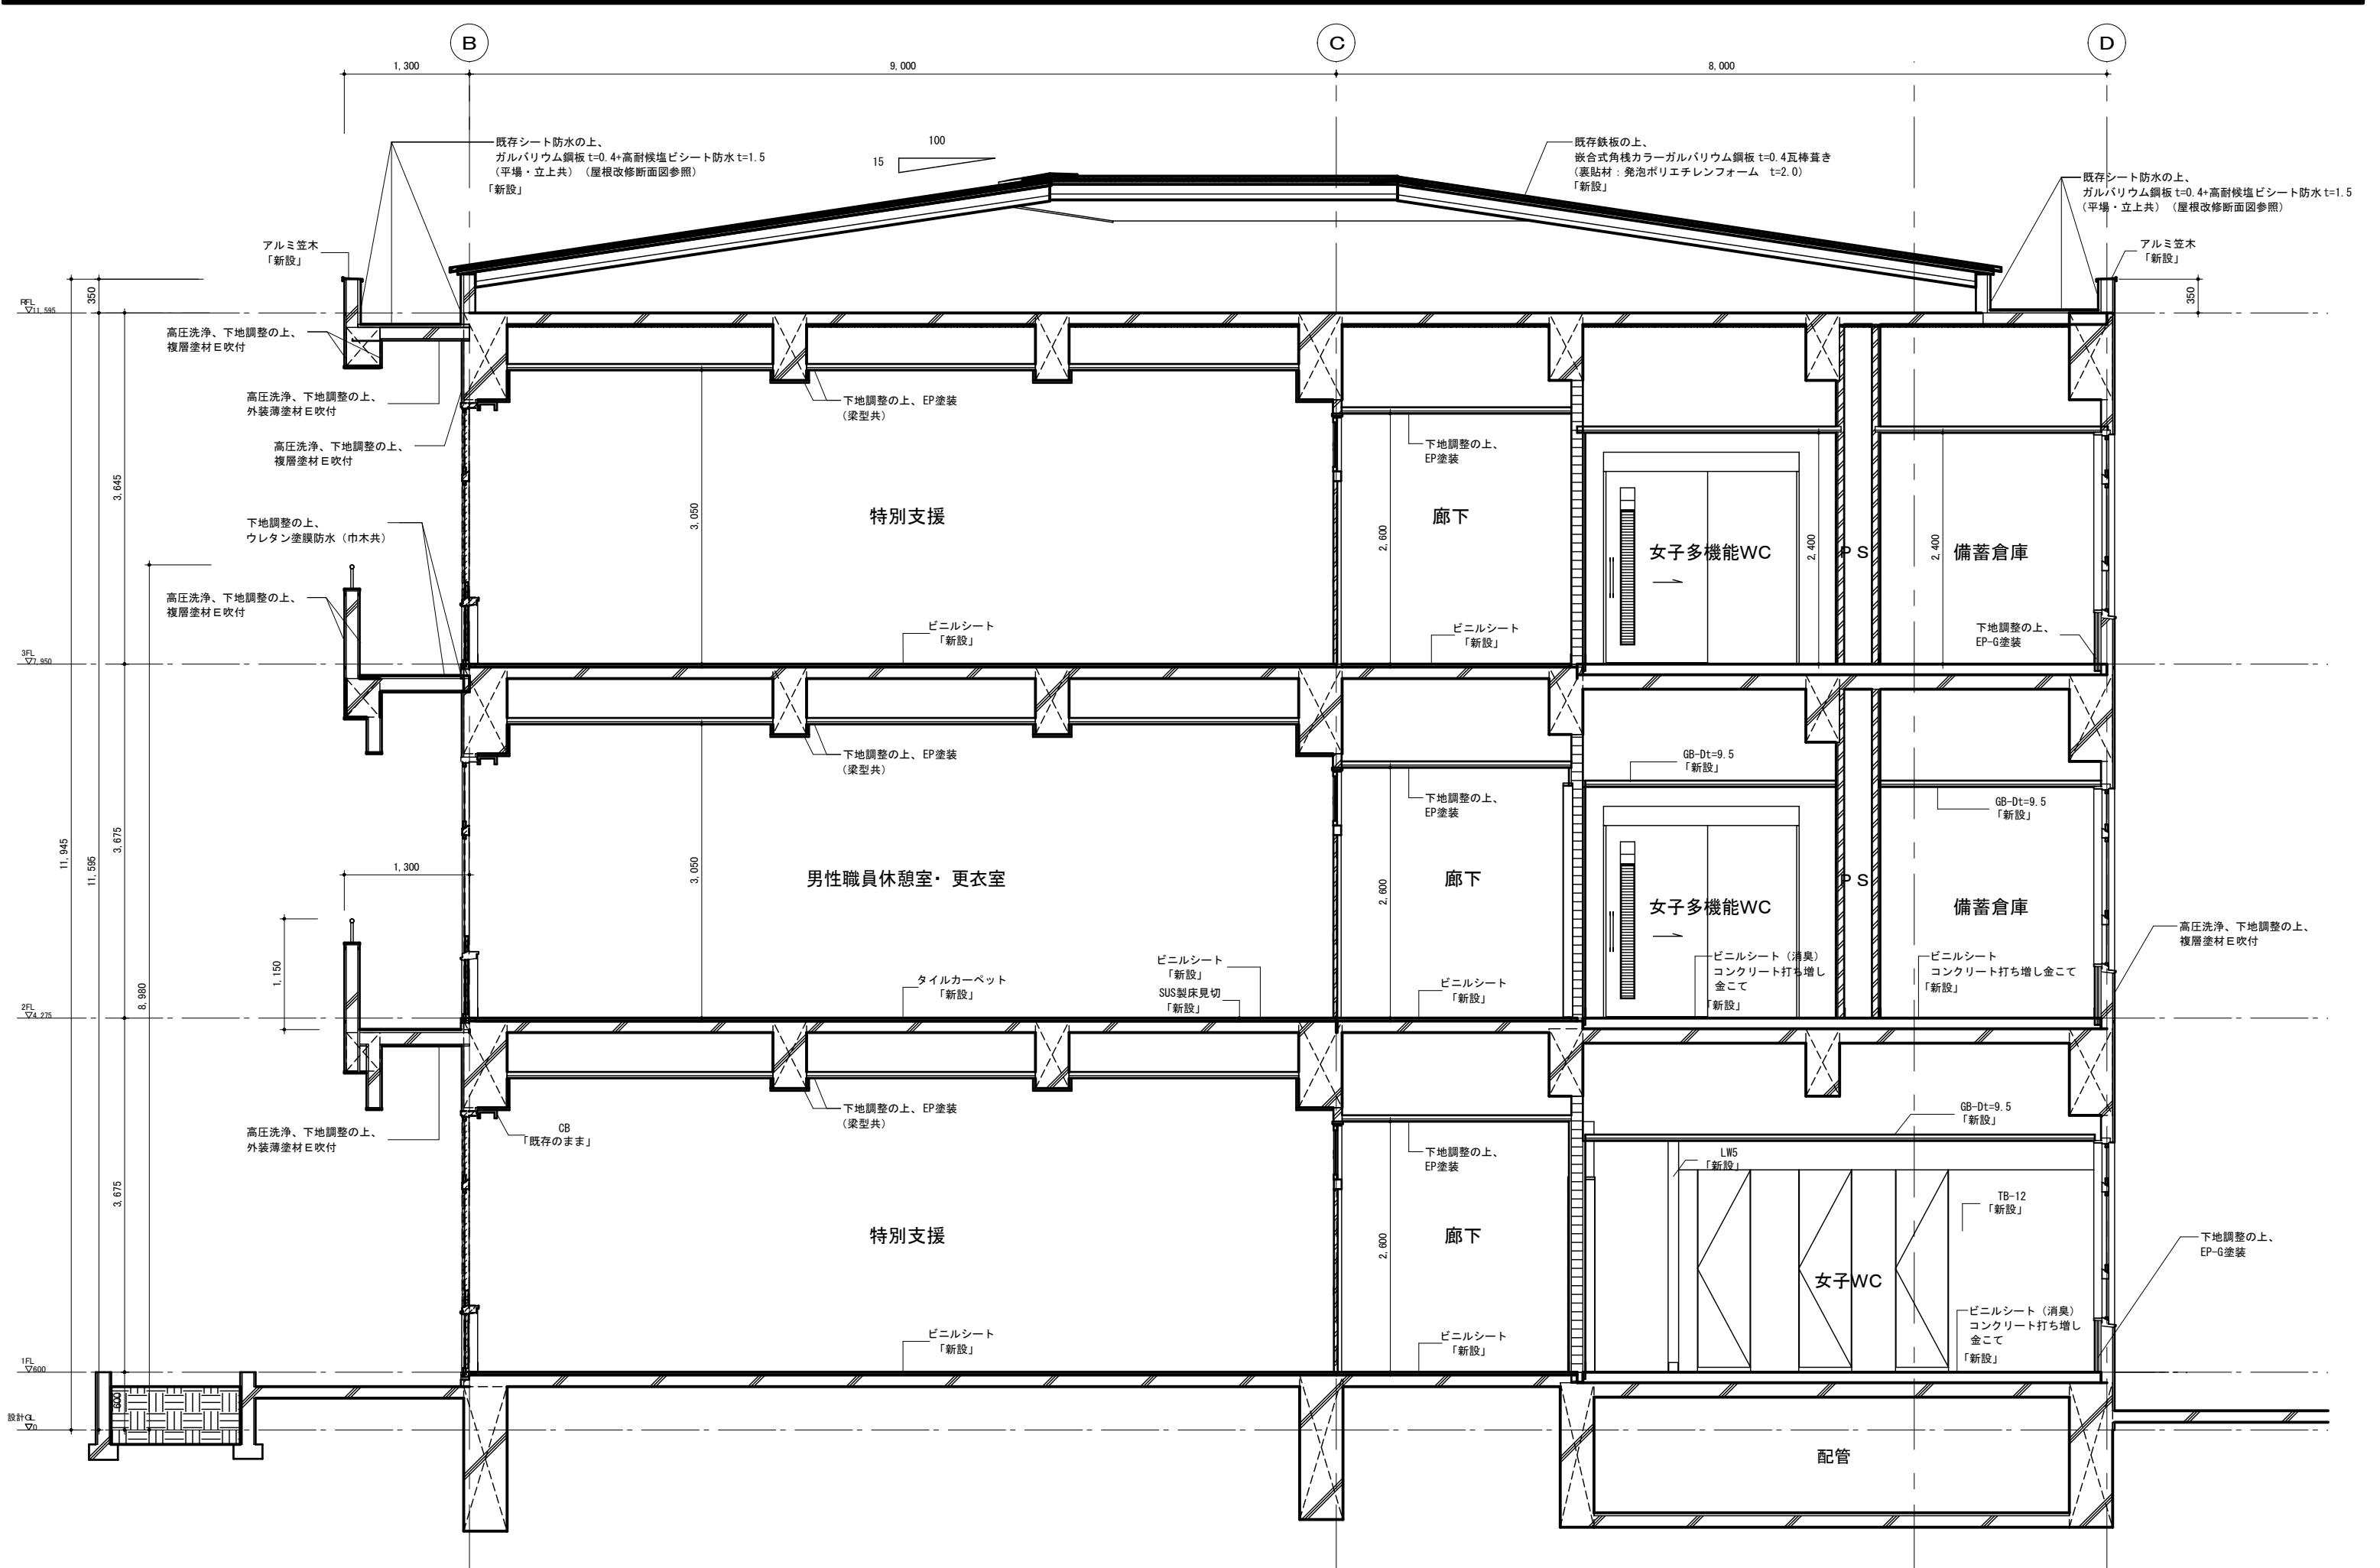 B
C
D
1,300
9,000
8,000
既存シート防水の上、
ガルバリウム鋼板 t=0.4+高耐候塩ビシート防水 t=1.5
（平場・立上共）（屋根改修断面図参照）
「新設」
100
15
既存鉄板の上、
嵌合式角桟カラーガルバリウム鋼板 t=0.4瓦棒葺き
（裏貼材：発泡ポリエチレンフォーム　t=2.0）
「新設」
既存シート防水の上、
ガルバリウム鋼板 t=0.4+高耐候塩ビシート防水 t=1.5
（平場・立上共）（屋根改修断面図参照）
アルミ笠木
「新設」
アルミ笠木
「新設」
350
350
RFL
▽11,595
高圧洗浄、下地調整の上、
複層塗材Ｅ吹付
高圧洗浄、下地調整の上、
外装薄塗材Ｅ吹付
高圧洗浄、下地調整の上、
複層塗材Ｅ吹付
下地調整の上、EP塗装
（梁型共）
下地調整の上、
EP塗装
3,645
3,050
特別支援
2,600
廊下
女子多機能WC
2,400
ＰＳ
2,400
備蓄倉庫
下地調整の上、
ウレタン塗膜防水（巾木共）
高圧洗浄、下地調整の上、
複層塗材Ｅ吹付
ビニルシート
「新設」
ビニルシート
「新設」
下地調整の上、
EP-G塗装
3FL
▽7,950
下地調整の上、EP塗装
（梁型共）
下地調整の上、
EP塗装
GB-Dt=9.5
「新設」
GB-Dt=9.5
「新設」
11,945
11,595
3,675
8,980
1,300
1,150
3,050
男性職員休憩室・更衣室
2,600
廊下
女子多機能WC
ＰＳ
備蓄倉庫
高圧洗浄、下地調整の上、
複層塗材Ｅ吹付
タイルカーペット
「新設」
ビニルシート
「新設」
SUS製床見切
「新設」
ビニルシート
「新設」
ビニルシート（消臭）
コンクリート打ち増し
金こて
「新設」
ビニルシート
コンクリート打ち増し金こて
「新設」
2FL
▽4,275
高圧洗浄、下地調整の上、
外装薄塗材Ｅ吹付
CB
「既存のまま」
下地調整の上、EP塗装
（梁型共）
下地調整の上、
EP塗装
GB-Dt=9.5
「新設」
LW5
「新設」
TB-12
「新設」
3,675
特別支援
2,600
廊下
女子WC
下地調整の上、
EP-G塗装
ビニルシート
「新設」
ビニルシート
「新設」
ビニルシート（消臭）
コンクリート打ち増し
金こて
「新設」
1FL
▽600
600
設計GL
▽0
配管